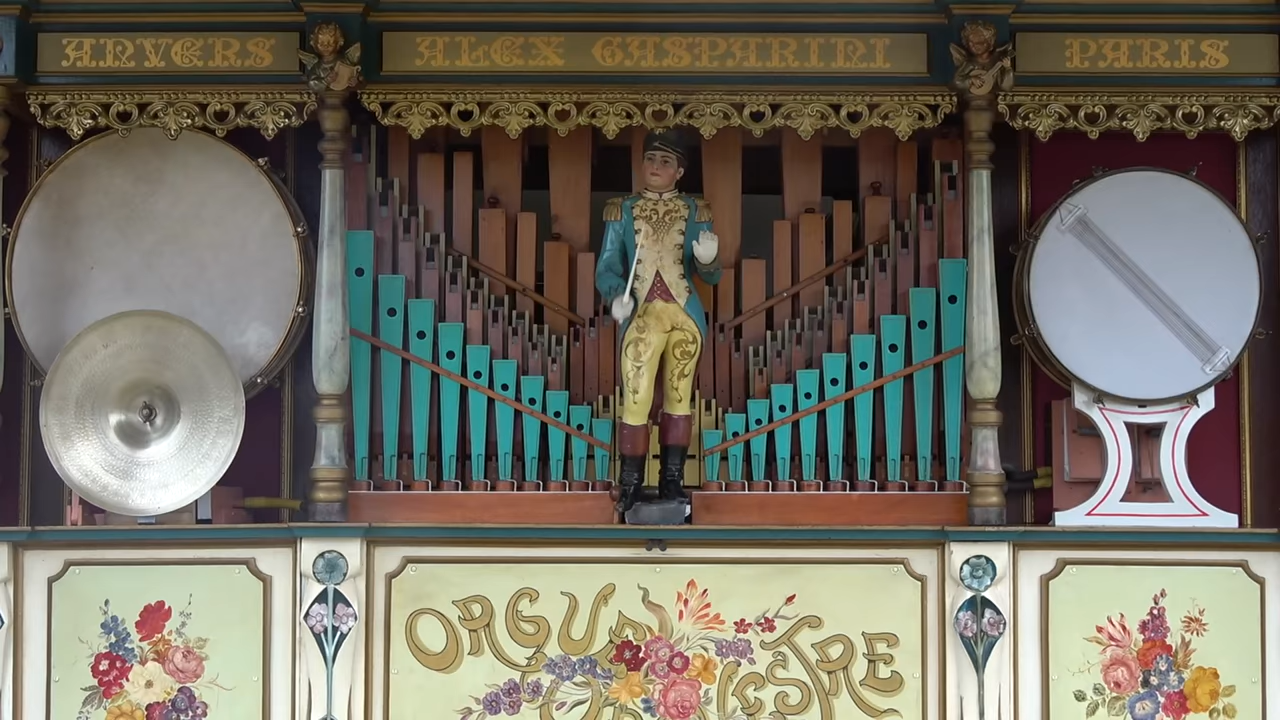 ANVERS
ALEX GASPARINI
PARIS
ORGUE
ORCHESTRE